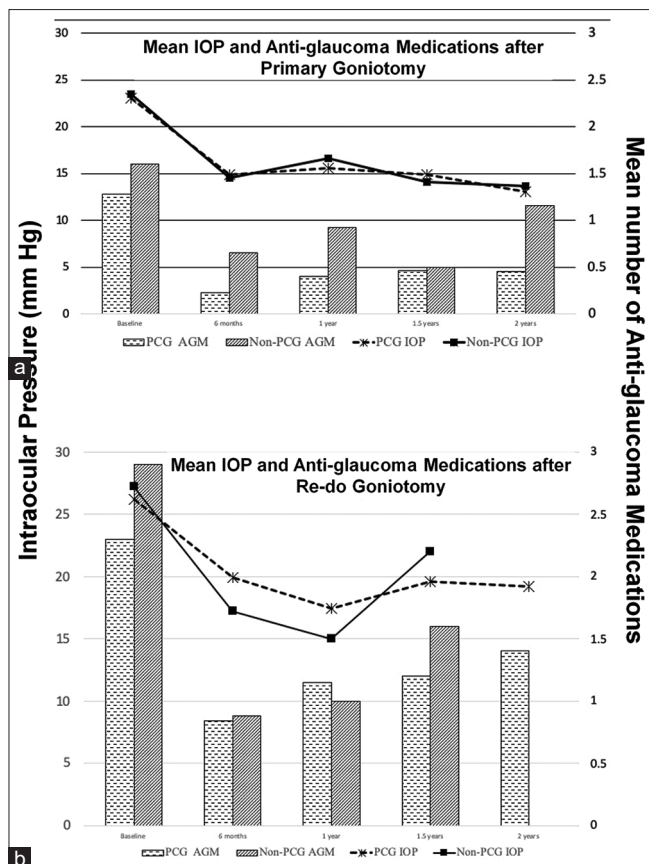 30
25
20
15
10
5
0
Mean IOP and Anti-glaucoma Medications after
Primary Goniotomy
3
2.5
2
1.5
1
0.5
0
Baseline 6 months 1 year 1.5 years 2 years
PCG AGM Non-PCG AGM PCG IOP Non-PCG IOP
a
Intraocular Pressure (mm Hg)
Mean number of Anti-glaucoma Medications
30
25
20
15
10
5
0
Mean IOP and Anti-glaucoma Medications after
Re-do Goniotomy
3
2.5
2
1.5
1
0.5
0
Baseline 6 months 1 year 1.5 years 2 years
PCG AGM Non-PCG AGM PCG IOP Non-PCG IOP
b